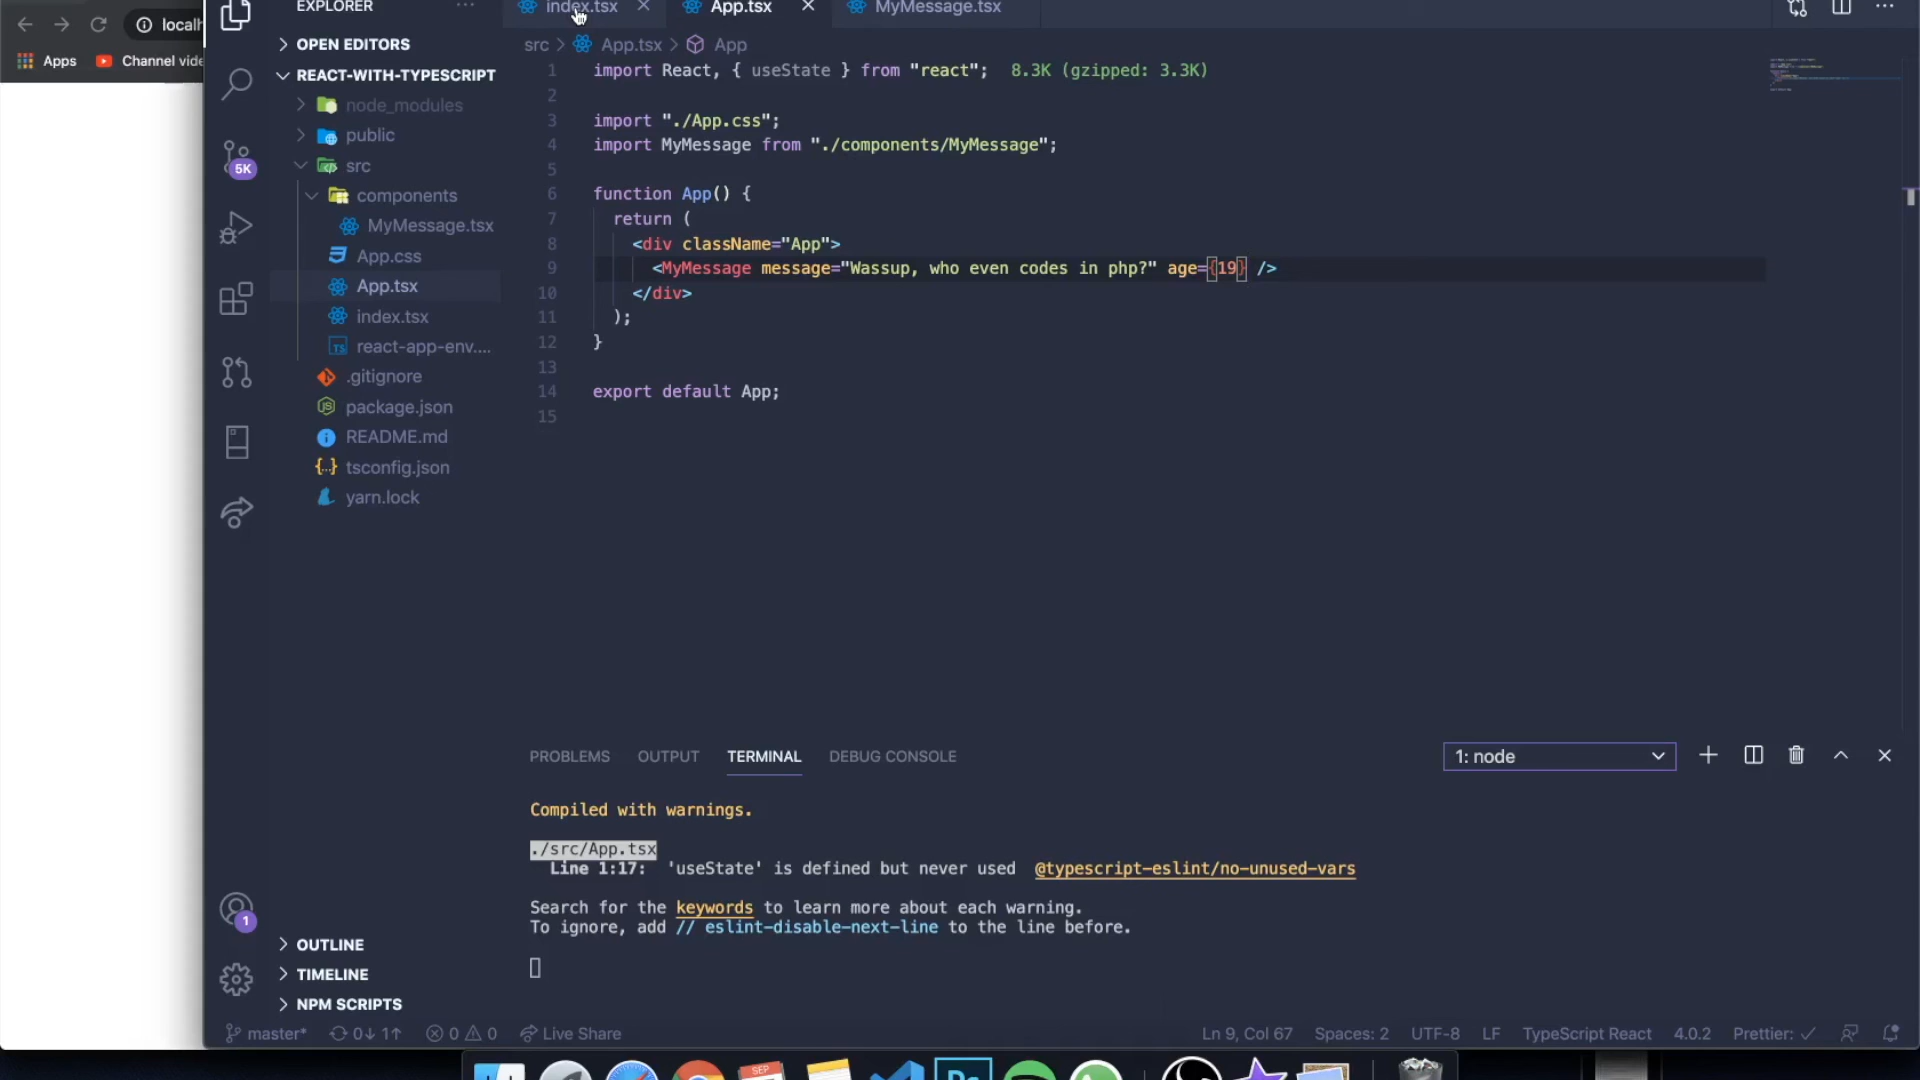 localh
Apps
Channel vide
EXPLORER
OPEN EDITORS
REACT-WITH-TYPESCRIPT
node_modules
public
src
components
MyMessage.tsx
App.css
App.tsx
index.tsx
react-app-env....
.gitignore
package.json
README.md
tsconfig.json
yarn.lock
5K
1
OUTLINE
TIMELINE
NPM SCRIPTS
index.tsx
App.tsx
MyMessage.tsx
src > App.tsx > App
1 import React, { useState } from "react"; 8.3K (gzipped: 3.3K)
2
3 import "./App.css";
4 import MyMessage from "./components/MyMessage";
5
6 function App() {
7 return (
8 <div className="App">
9 <MyMessage message="Wassup, who even codes in php?" age={19} />
10 </div>
11 );
12 }
13
14 export default App;
15
PROBLEMS OUTPUT TERMINAL DEBUG CONSOLE
1: node
Compiled with warnings.
./src/App.tsx
Line 1:17: 'useState' is defined but never used @typescript-eslint/no-unused-vars
Search for the keywords to learn more about each warning.
To ignore, add // eslint-disable-next-line to the line before.
master* 0↓ 1↑ 0 0 Live Share
Ln 9, Col 67 Spaces: 2 UTF-8 LF TypeScript React 4.0.2 Prettier: ✓
SEP
Ps